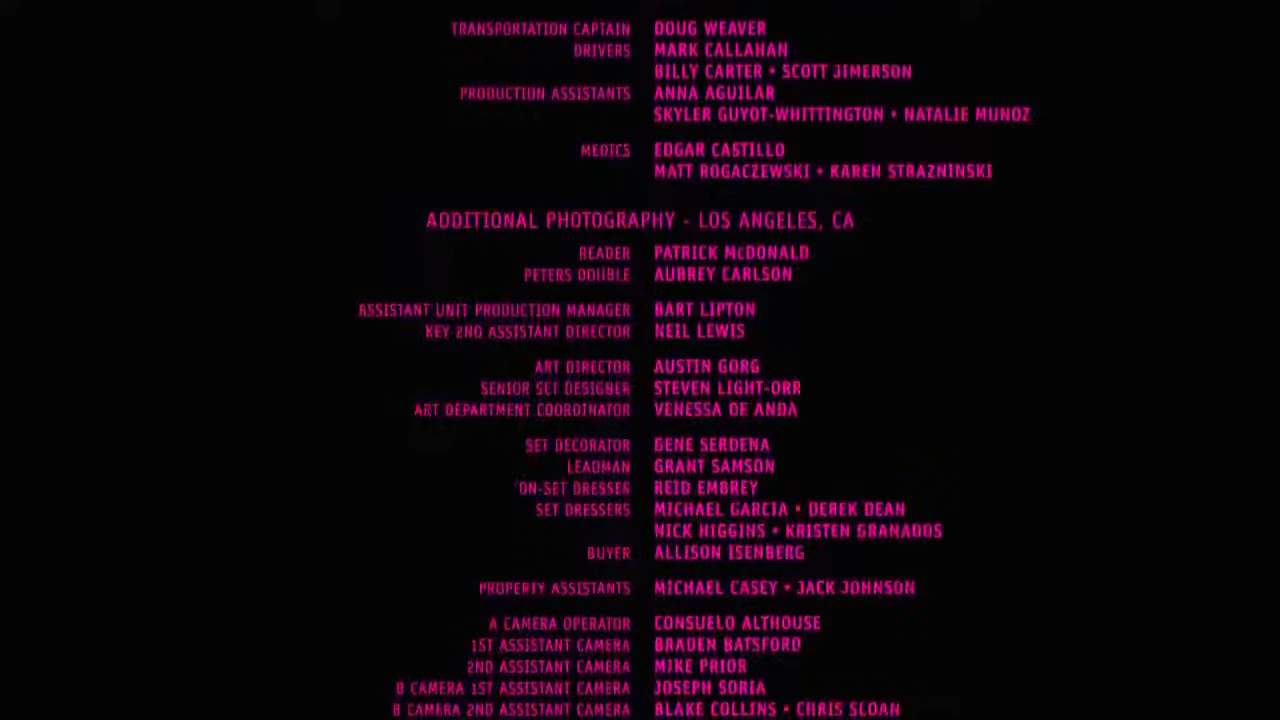 TRANSPORTATION CAPTAIN DOUG WEAVER
DRIVERS MARK CALLAHAN
BILLY CARTER • SCOTT JIMERSON
PRODUCTION ASSISTANTS ANNA AGUILAR
SKYLER GUYOT-WHITTINGTON • NATALIE MUNOZ
MEDICS EDGAR CASTILLO
MATT ROGACZEWSKI • KAREN STRAZNINSKI
ADDITIONAL PHOTOGRAPHY - LOS ANGELES, CA
READER PATRICK McDONALD
PETERS DOUBLE AUBREY CARLSON
ASSISTANT UNIT PRODUCTION MANAGER BART LIPTON
KEY 2ND ASSISTANT DIRECTOR NEIL LEWIS
ART DIRECTOR AUSTIN GORG
SENIOR SET DESIGNER STEVEN LIGHT-ORR
ART DEPARTMENT COORDINATOR VENESSA DE ANDA
SET DECORATOR GENE SERDENA
LEADMAN GRANT SAMSON
ON-SET DRESSER REID EMBREY
SET DRESSERS MICHAEL GARCIA • DEREK DEAN
NICK HIGGINS • KRISTEN GRANADOS
BUYER ALLISON ISENBERG
PROPERTY ASSISTANTS MICHAEL CASEY • JACK JOHNSON
A CAMERA OPERATOR CONSUELO ALTHOUSE
1ST ASSISTANT CAMERA BRADEN BATSFORD
2ND ASSISTANT CAMERA MIKE PRIOR
B CAMERA 1ST ASSISTANT CAMERA JOSEPH SORIA
B CAMERA 2ND ASSISTANT CAMERA BLAKE COLLINS • CHRIS SLOAN